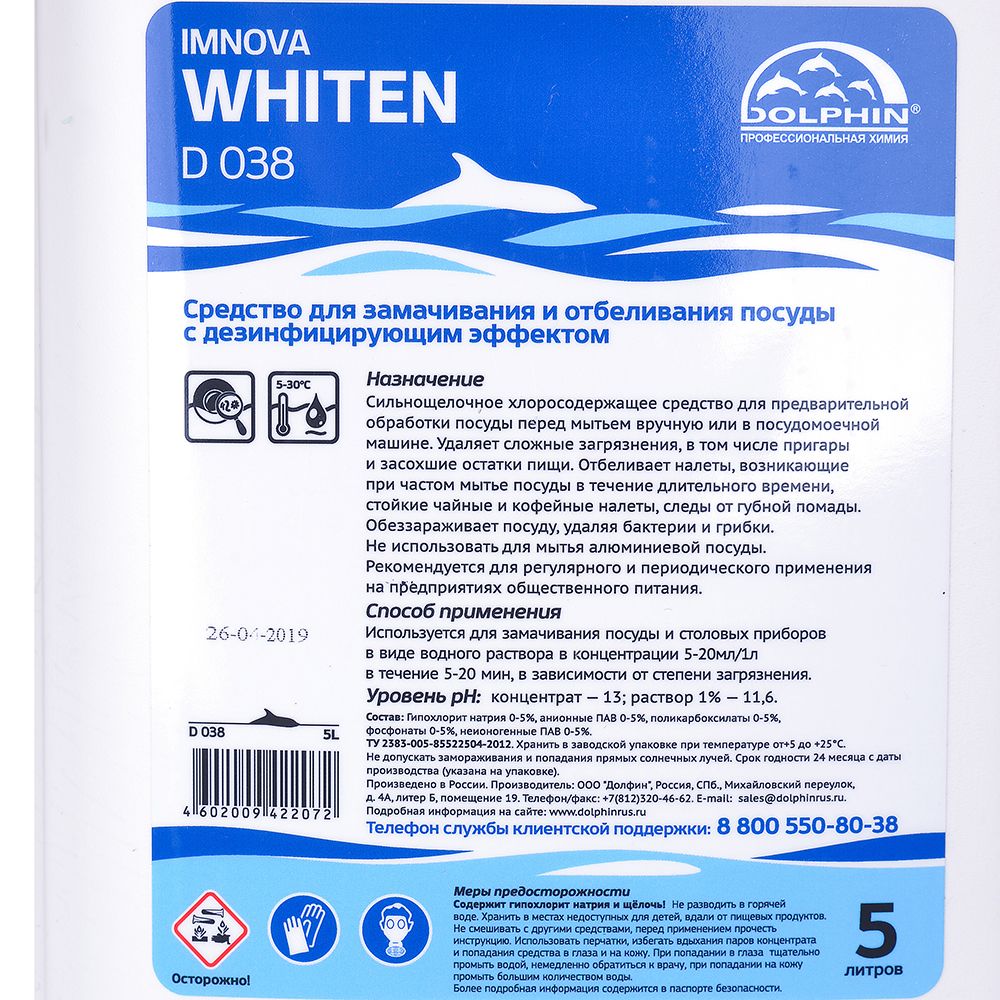 IMNOVA
WHITEN
D 038
DOLPHIN®
ПРОФЕССИОНАЛЬНАЯ ХИМИЯ
Средство для замачивания и отбеливания посуды
с дезинфицирующим эффектом
5-30°C
Назначение
Сильнощелочное хлоросодержащее средство для предварительной
обработки посуды перед мытьем вручную или в посудомоечной
машине. Удаляет сложные загрязнения, в том числе пригары
и засохшие остатки пищи. Отбеливает налеты, возникающие
при частом мытье посуды в течение длительного времени,
стойкие чайные и кофейные налеты, следы от губной помады.
Обеззараживает посуду, удаляя бактерии и грибки.
Не использовать для мытья алюминиевой посуды.
Рекомендуется для регулярного и периодического применения
на предприятиях общественного питания.
Способ применения
Используется для замачивания посуды и столовых приборов
в виде водного раствора в концентрации 5-20мл/1л
в течение 5-20 мин, в зависимости от степени загрязнения.
Уровень pH: концентрат — 13; раствор 1% — 11,6.
Состав: Гипохлорит натрия 0-5%, анионные ПАВ 0-5%, поликарбоксилаты 0-5%,
фосфонаты 0-5%, неионогенные ПАВ 0-5%.
ТУ 2383-005-85522504-2012. Хранить в заводской упаковке при температуре от+5 до +25°С.
Не допускать замораживания и попадания прямых солнечных лучей. Срок годности 24 месяца с даты
производства (указана на упаковке).
Произведено в России. Производитель: ООО "Долфин", Россия, СПб., Михайловский переулок,
д. 4А, литер Б, помещение 19. Телефон/факс: +7(812)320-46-62. E-mail: sales@dolphinrus.ru.
Подробная информация на сайте: www.dolphinrus.ru
Телефон службы клиентской поддержки: 8 800 550-80-38
26-04-2019
D 038 5L
4 602009 422072
Осторожно!
Меры предосторожности
Содержит гипохлорит натрия и щёлочь! Не разводить в горячей
воде. Хранить в местах недоступных для детей, вдали от пищевых продуктов.
Не смешивать с другими средствами, перед применением прочесть
инструкцию. Использовать перчатки, избегать вдыхания паров концентрата
и попадания средства в глаза и на кожу. При попадании в глаза тщательно
промыть водой, немедленно обратиться к врачу, при попадании на кожу
промыть большим количеством воды.
Более подробная информация содержится в паспорте безопасности.
5
литров